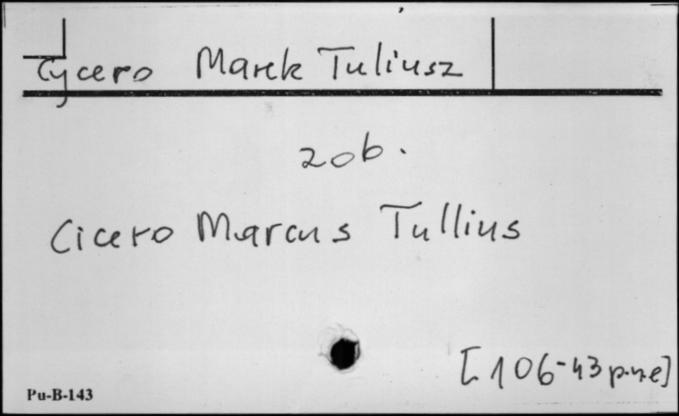 Cycero Marek Tuliusz
zob.
Cicero Marcus Tullius
[106-43 p.n.e]
Pu-B-143